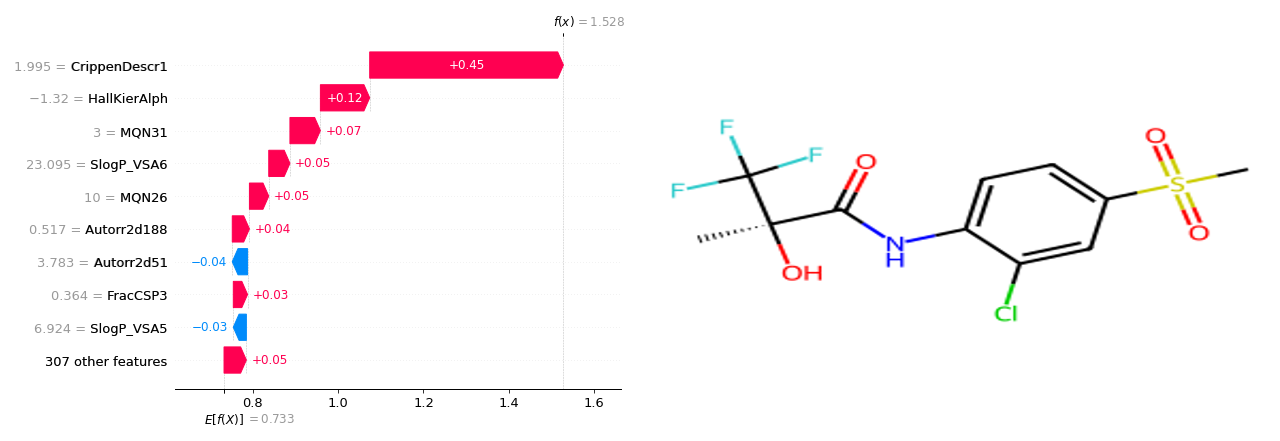 f(x) = 1.528
1.995 = CrippenDescr1
+0.45
−1.32 = HallKierAlph
+0.12
3 = MQN31
+0.07
23.095 = SlogP_VSA6
+0.05
10 = MQN26
+0.05
0.517 = Autorr2d188
+0.04
3.783 = Autorr2d51
−0.04
0.364 = FracCSP3
+0.03
6.924 = SlogP_VSA5
−0.03
307 other features
+0.05
0.8 1.0 1.2 1.4 1.6
E[f(X)] = 0.733
F
F
F
O
N
H
OH
Cl
O
S
O